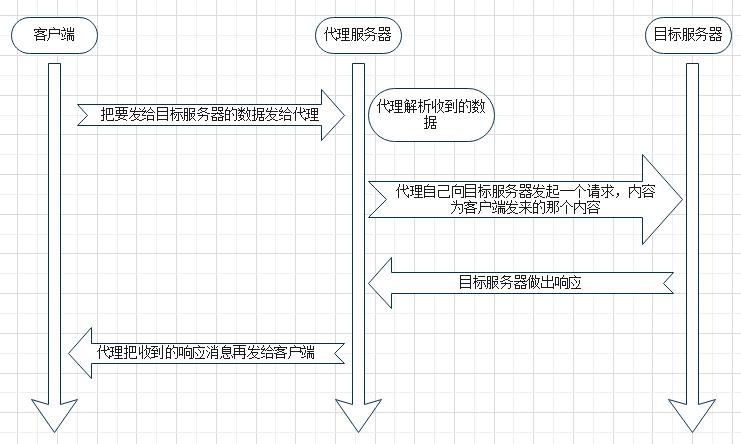 客户端
代理服务器
目标服务器
把要发给目标服务器的数据发给代理
代理解析收到的数
据
代理自己向目标服务器发起一个请求，内容
为客户端发来的那个内容
目标服务器做出响应
代理把收到的响应消息再发给客户端